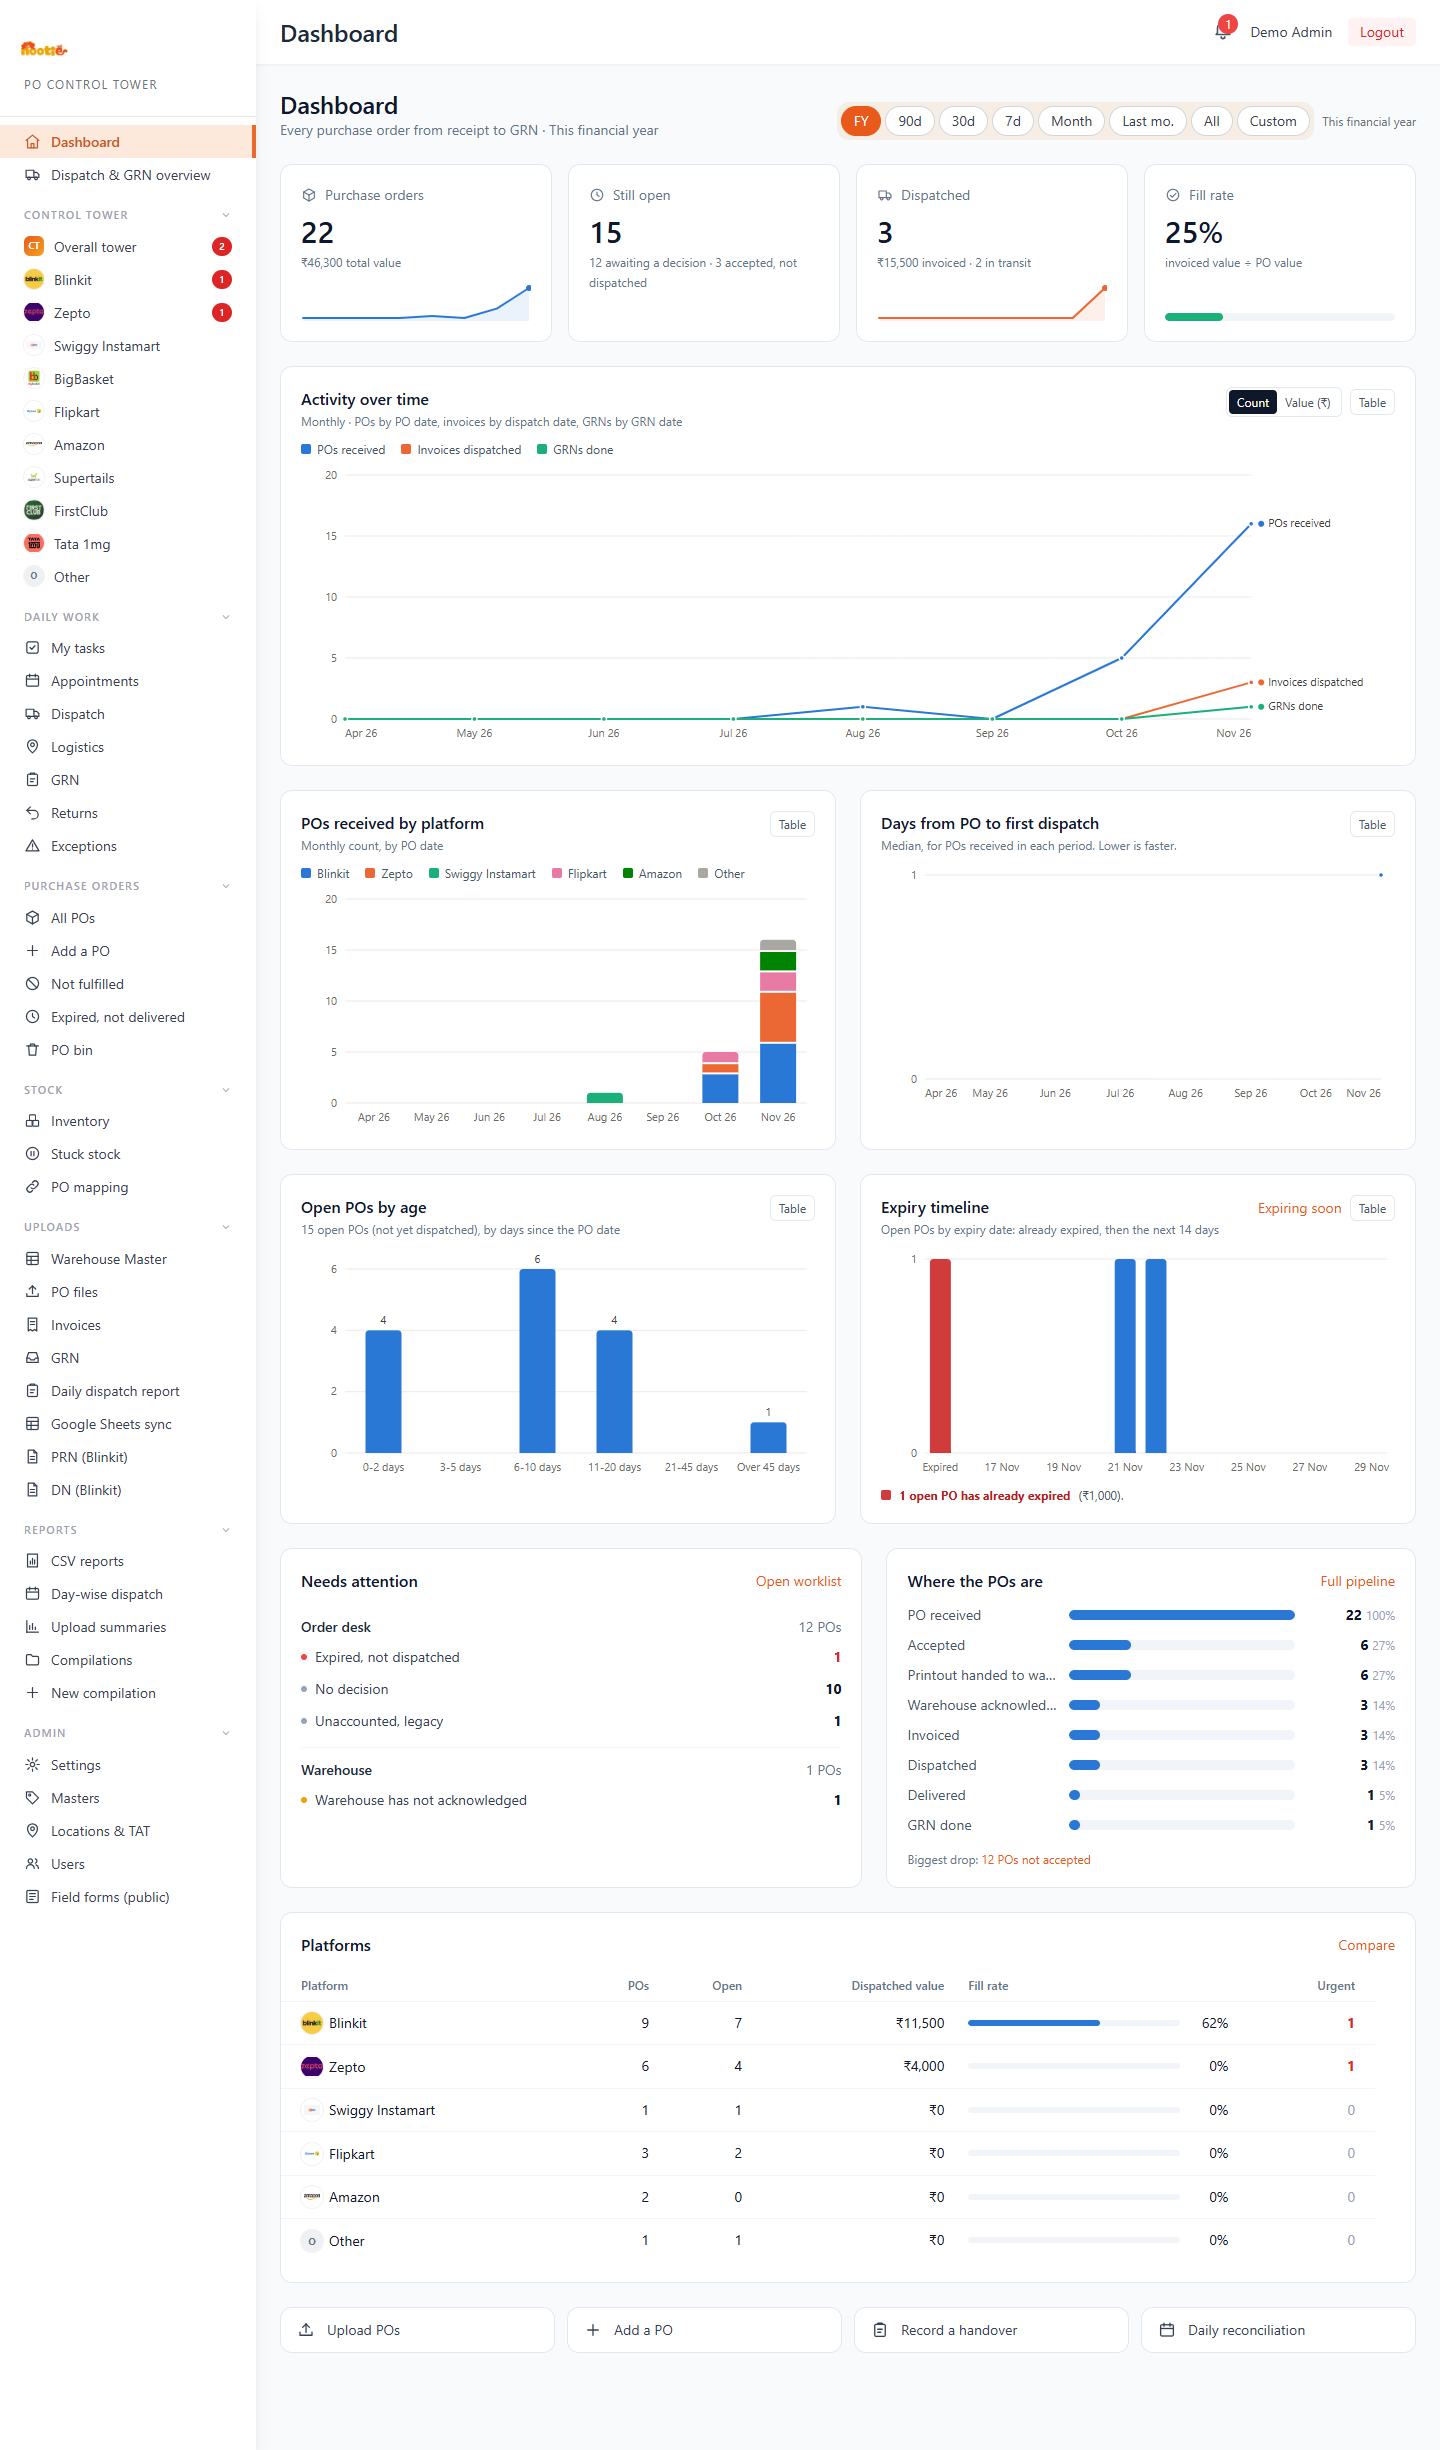 nootie
PO CONTROL TOWER
Dashboard
Dispatch & GRN overview
CONTROL TOWER
CT Overall tower 2
blinkit Blinkit 1
zepto Zepto 1
Swiggy Instamart
BigBasket
Flipkart
amazon Amazon
Supertails
FIRST CLUB FirstClub
TATA 1mg Tata 1mg
O Other
DAILY WORK
My tasks
Appointments
Dispatch
Logistics
GRN
Returns
Exceptions
PURCHASE ORDERS
All POs
Add a PO
Not fulfilled
Expired, not delivered
PO bin
STOCK
Inventory
Stuck stock
PO mapping
UPLOADS
Warehouse Master
PO files
Invoices
GRN
Daily dispatch report
Google Sheets sync
PRN (Blinkit)
DN (Blinkit)
REPORTS
CSV reports
Day-wise dispatch
Upload summaries
Compilations
New compilation
ADMIN
Settings
Masters
Locations & TAT
Users
Field forms (public)
Dashboard
1 Demo Admin Logout
Dashboard
Every purchase order from receipt to GRN · This financial year
FY 90d 30d 7d Month Last mo. All Custom This financial year
Purchase orders
22
₹46,300 total value
Still open
15
12 awaiting a decision · 3 accepted, not
dispatched
Dispatched
3
₹15,500 invoiced · 2 in transit
Fill rate
25%
invoiced value ÷ PO value
Activity over time
Count Value (₹) Table
Monthly · POs by PO date, invoices by dispatch date, GRNs by GRN date
POs received Invoices dispatched GRNs done
20
15
10
5
0
POs received
Invoices dispatched
GRNs done
Apr 26 May 26 Jun 26 Jul 26 Aug 26 Sep 26 Oct 26 Nov 26
POs received by platform
Table
Monthly count, by PO date
Blinkit Zepto Swiggy Instamart Flipkart Amazon Other
20
15
10
5
0
Apr 26 May 26 Jun 26 Jul 26 Aug 26 Sep 26 Oct 26 Nov 26
Days from PO to first dispatch
Table
Median, for POs received in each period. Lower is faster.
1
0
Apr 26 May 26 Jun 26 Jul 26 Aug 26 Sep 26 Oct 26 Nov 26
Open POs by age
Table
15 open POs (not yet dispatched), by days since the PO date
6
4
2
0
4 6 4 1
0-2 days 3-5 days 6-10 days 11-20 days 21-45 days Over 45 days
Expiry timeline
Expiring soon Table
Open POs by expiry date: already expired, then the next 14 days
1
0
Expired 17 Nov 19 Nov 21 Nov 23 Nov 25 Nov 27 Nov 29 Nov
1 open PO has already expired (₹1,000).
Needs attention
Open worklist
Order desk 12 POs
Expired, not dispatched 1
No decision 10
Unaccounted, legacy 1
Warehouse 1 POs
Warehouse has not acknowledged 1
Where the POs are
Full pipeline
PO received 22 100%
Accepted 6 27%
Printout handed to wa... 6 27%
Warehouse acknowled... 3 14%
Invoiced 3 14%
Dispatched 3 14%
Delivered 1 5%
GRN done 1 5%
Biggest drop: 12 POs not accepted
Platforms
Compare
Platform POs Open Dispatched value Fill rate Urgent
blinkit Blinkit 9 7 ₹11,500 62% 1
zepto Zepto 6 4 ₹4,000 0% 1
Swiggy Instamart 1 1 ₹0 0% 0
Flipkart 3 2 ₹0 0% 0
amazon Amazon 2 0 ₹0 0% 0
O Other 1 1 ₹0 0% 0
Upload POs
Add a PO
Record a handover
Daily reconciliation